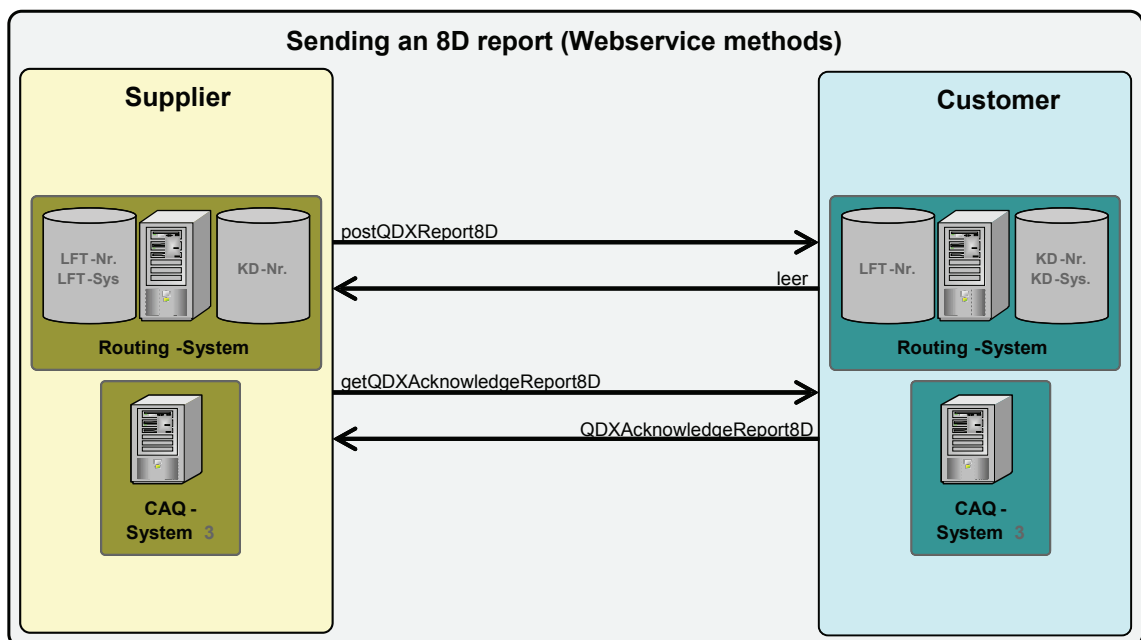 Sending an 8D report (Webservice methods)
Supplier
Customer
LFT-Nr.
LFT-Sys
KD-Nr.
Routing -System
postQDXReport8D
leer
LFT-Nr.
KD-Nr.
KD-Sys.
Routing -System
getQDXAcknowledgeReport8D
QDXAcknowledgeReport8D
CAQ -
System 3
CAQ -
System 3